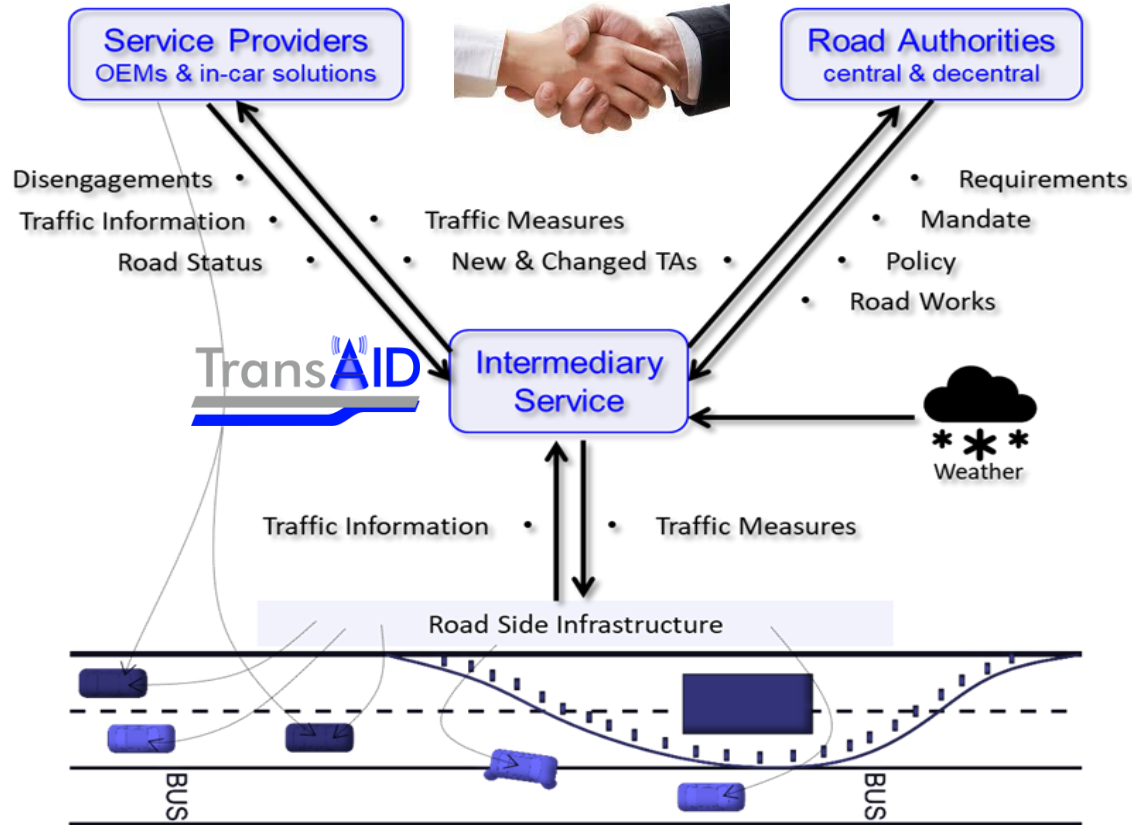 Service Providers
OEMs & in-car solutions
Road Authorities
central & decentral
Disengagements •
Traffic Information •
Road Status •
• Traffic Measures
• New & Changed TAs •
• Requirements
• Mandate
• Policy
• Road Works
TransAID
Intermediary
Service
Weather
Traffic Information •
• Traffic Measures
Road Side Infrastructure
BUS
BUS